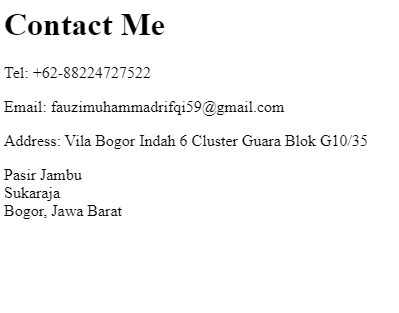 Contact Me
Tel: +62-88224727522
Email: fauzimuhammadrifqi59@gmail.com
Address: Vila Bogor Indah 6 Cluster Guara Blok G10/35
Pasir Jambu
Sukaraja
Bogor, Jawa Barat